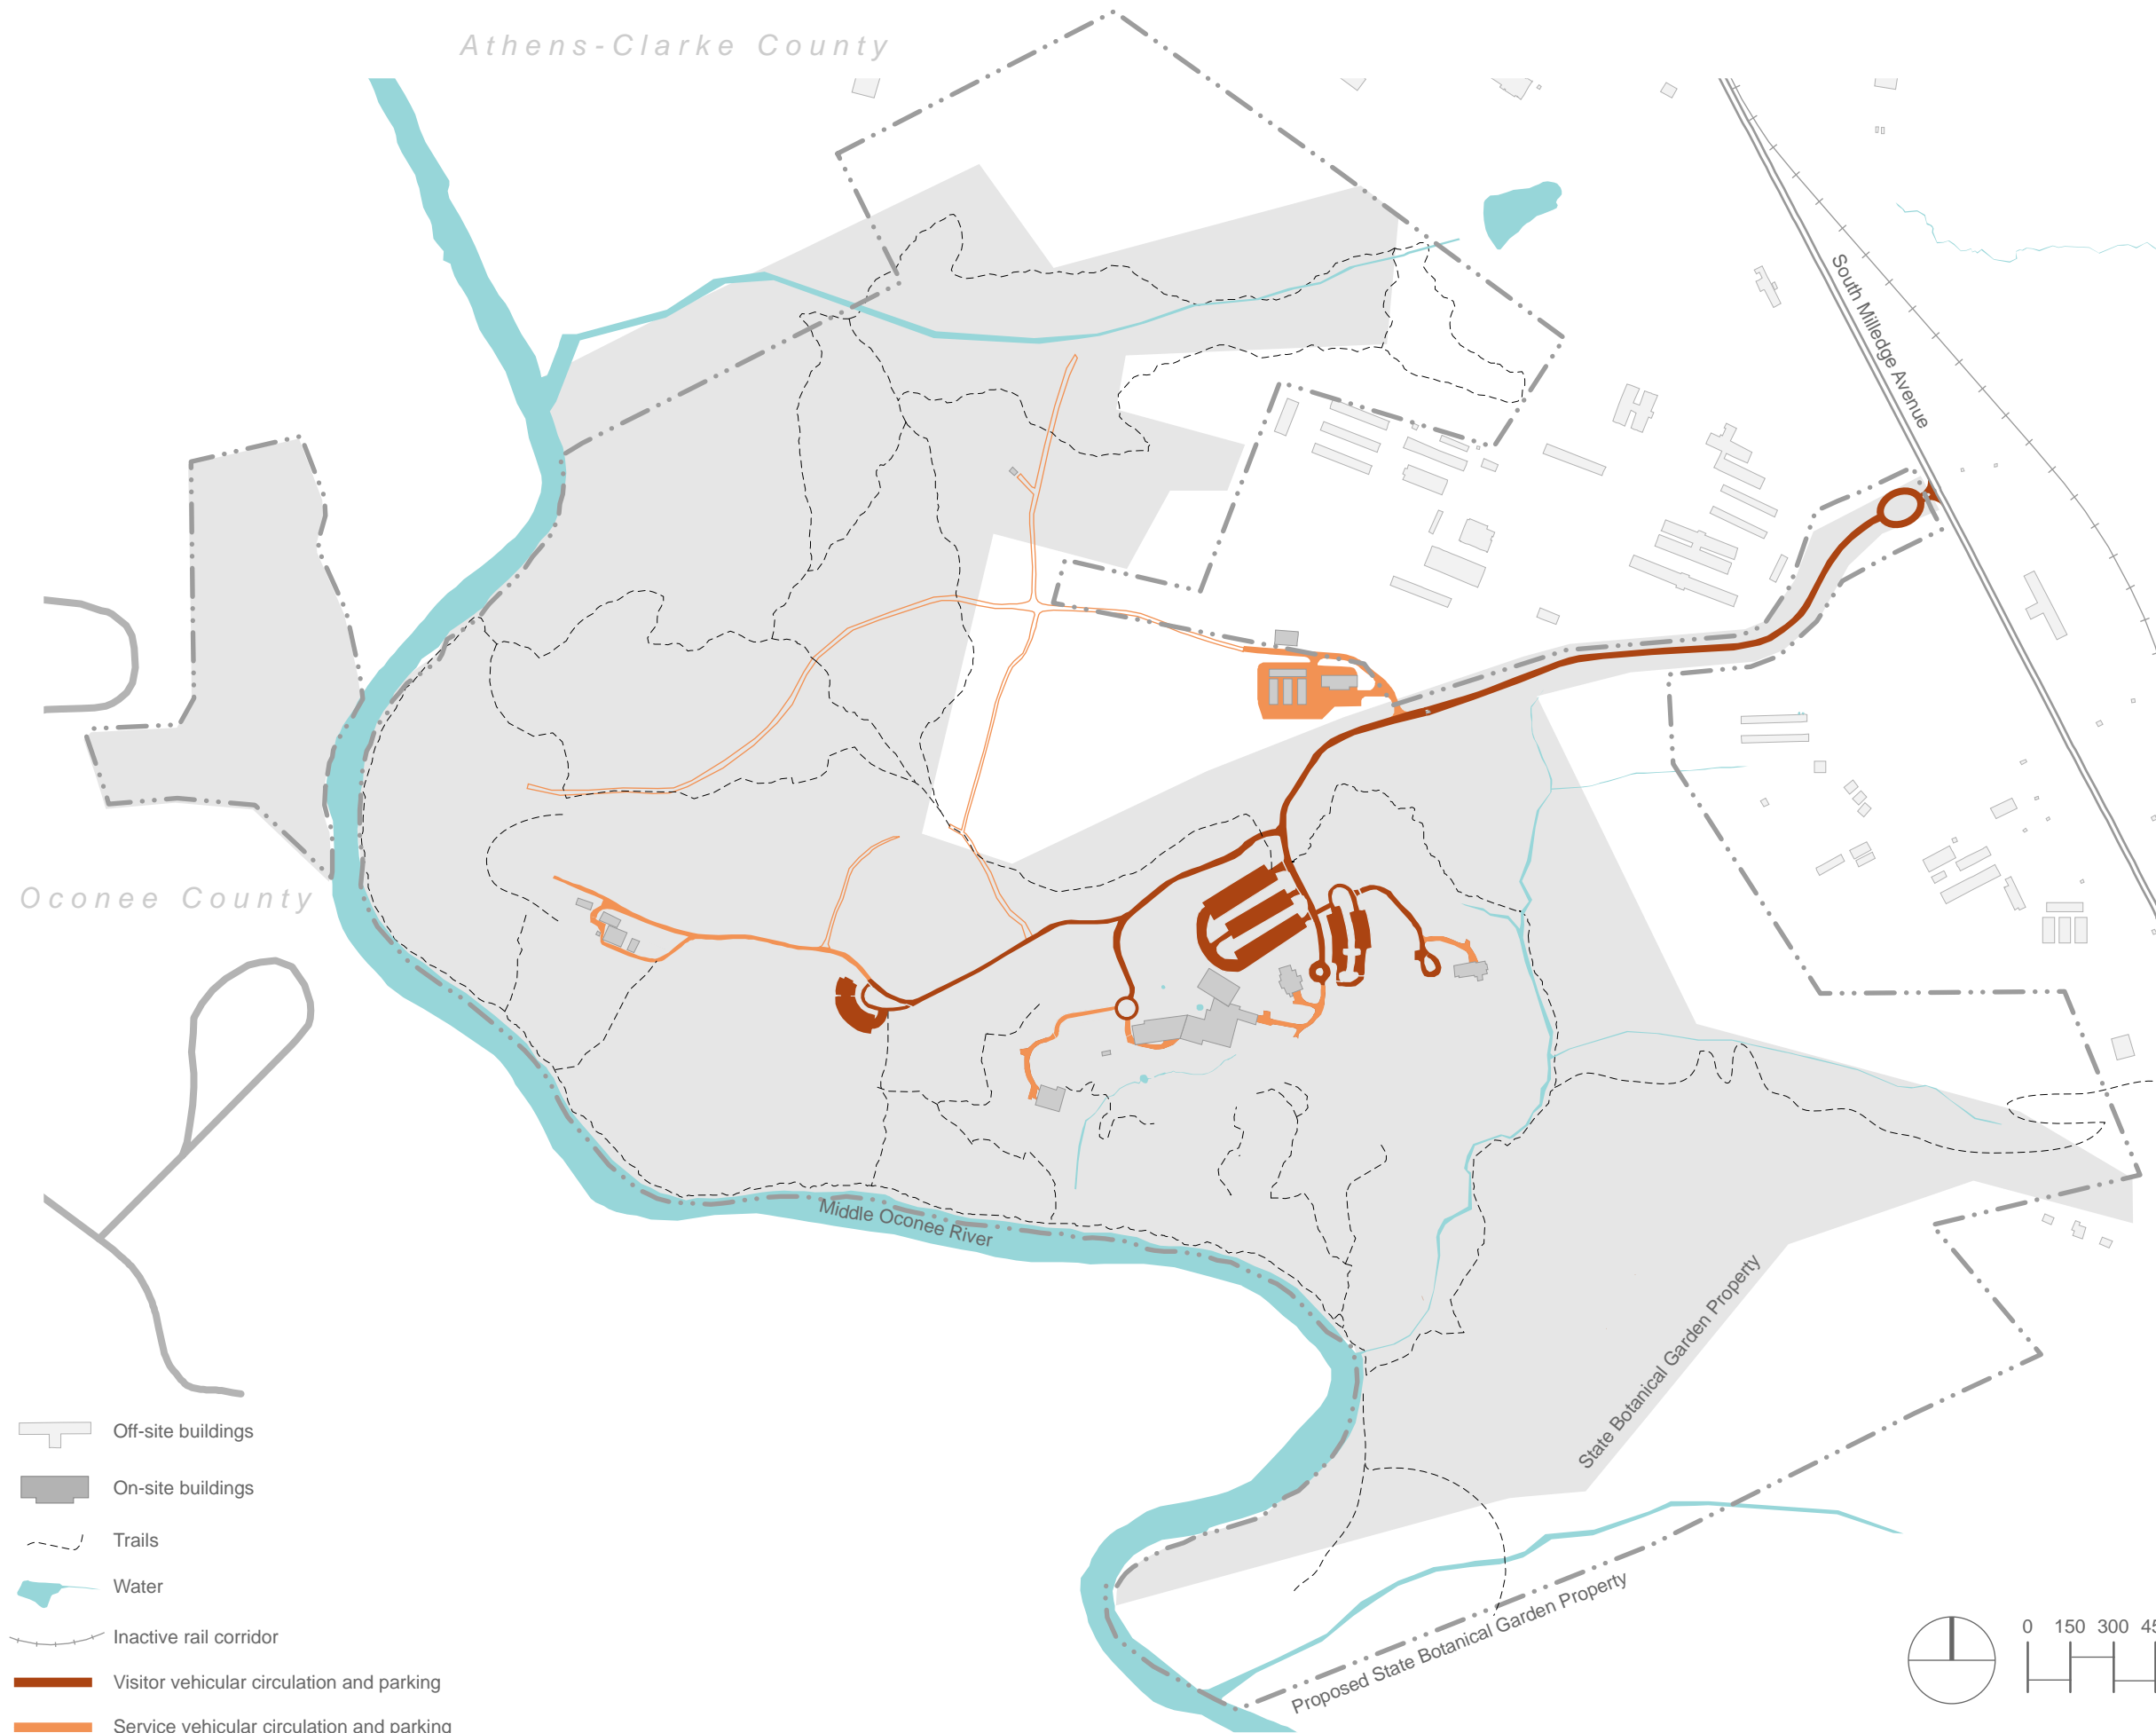 Athens-Clarke County
South Milledge Avenue
Oconee County
Middle Oconee River
State Botanical Garden Property
Proposed State Botanical Garden Property
Off-site buildings
On-site buildings
Trails
Water
Inactive rail corridor
Visitor vehicular circulation and parking
Service vehicular circulation and parking
0 150 300